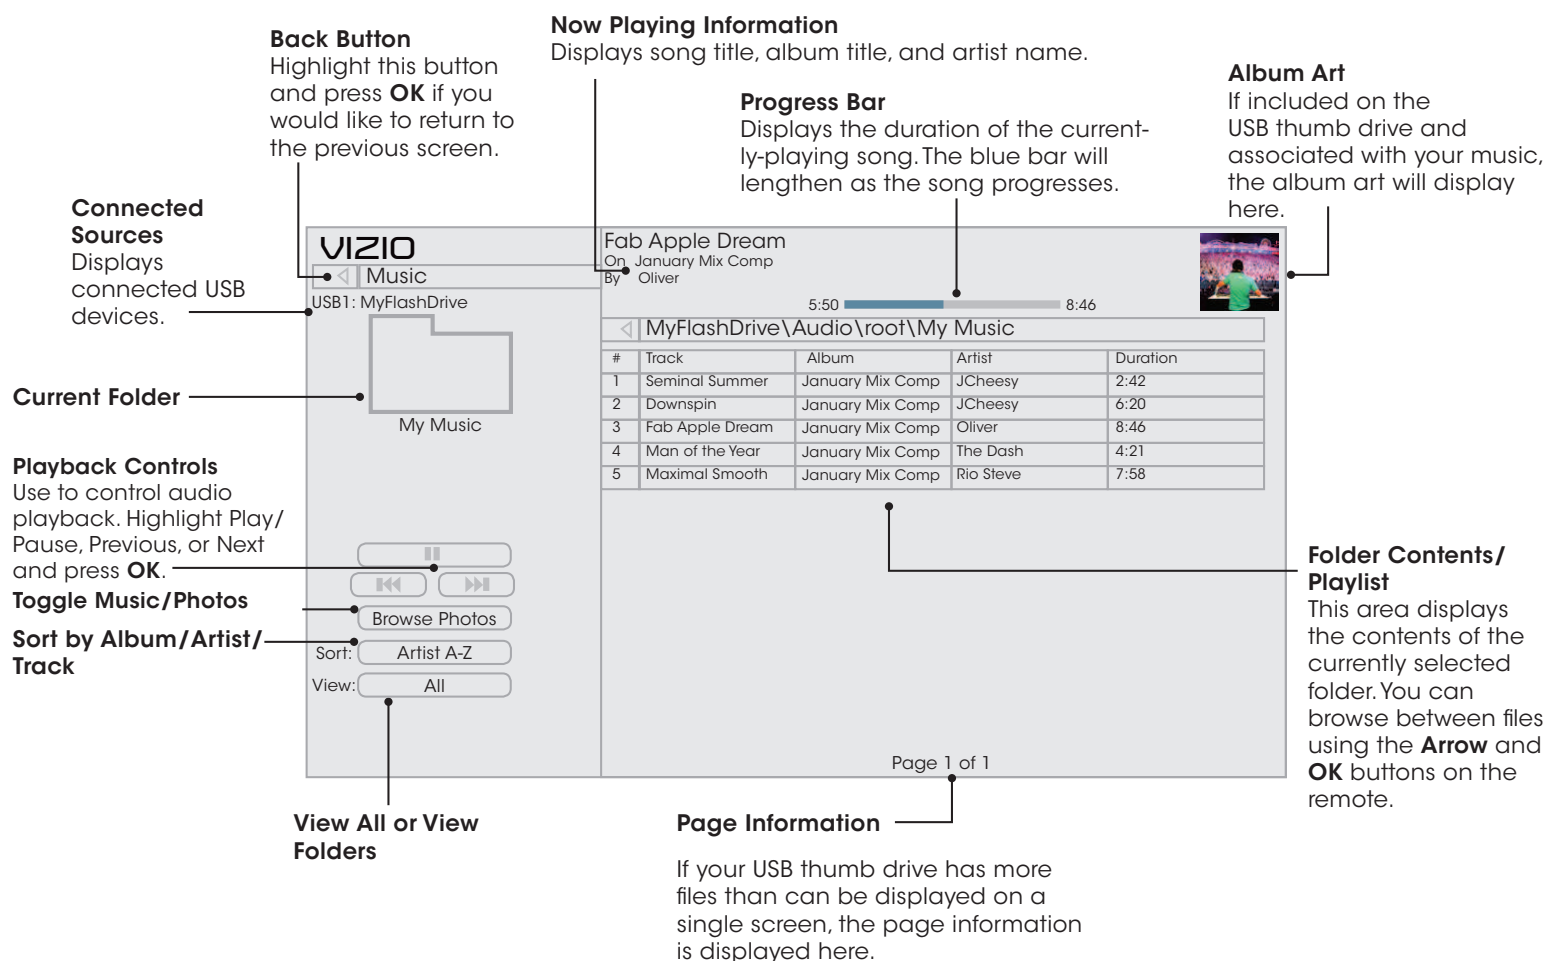 Back Button
Highlight this button
and press OK if you
would like to return to
the previous screen.
Now Playing Information
Displays song title, album title, and artist name.
Progress Bar
Displays the duration of the current-
ly-playing song. The blue bar will
lengthen as the song progresses.
Album Art
If included on the
USB thumb drive and
associated with your music,
the album art will display
here.
Connected
Sources
Displays
connected USB
devices.
Current Folder
Playback Controls
Use to control audio
playback. Highlight Play/
Pause, Previous, or Next
and press OK.
Toggle Music/Photos
Sort by Album/Artist/
Track
VIZIO
Music
USB1: MyFlashDrive
My Music
Browse Photos
Sort: Artist A-Z
View: All
Fab Apple Dream
On January Mix Comp
By Oliver
5:50 8:46
MyFlashDrive\Audio\root\My Music
# Track Album Artist Duration
1 Seminal Summer January Mix Comp JCheesy 2:42
2 Downspin January Mix Comp JCheesy 6:20
3 Fab Apple Dream January Mix Comp Oliver 8:46
4 Man of the Year January Mix Comp The Dash 4:21
5 Maximal Smooth January Mix Comp Rio Steve 7:58
Page 1 of 1
Folder Contents/
Playlist
This area displays
the contents of the
currently selected
folder. You can
browse between files
using the Arrow and
OK buttons on the
remote.
View All or View
Folders
Page Information
If your USB thumb drive has more
files than can be displayed on a
single screen, the page information
is displayed here.